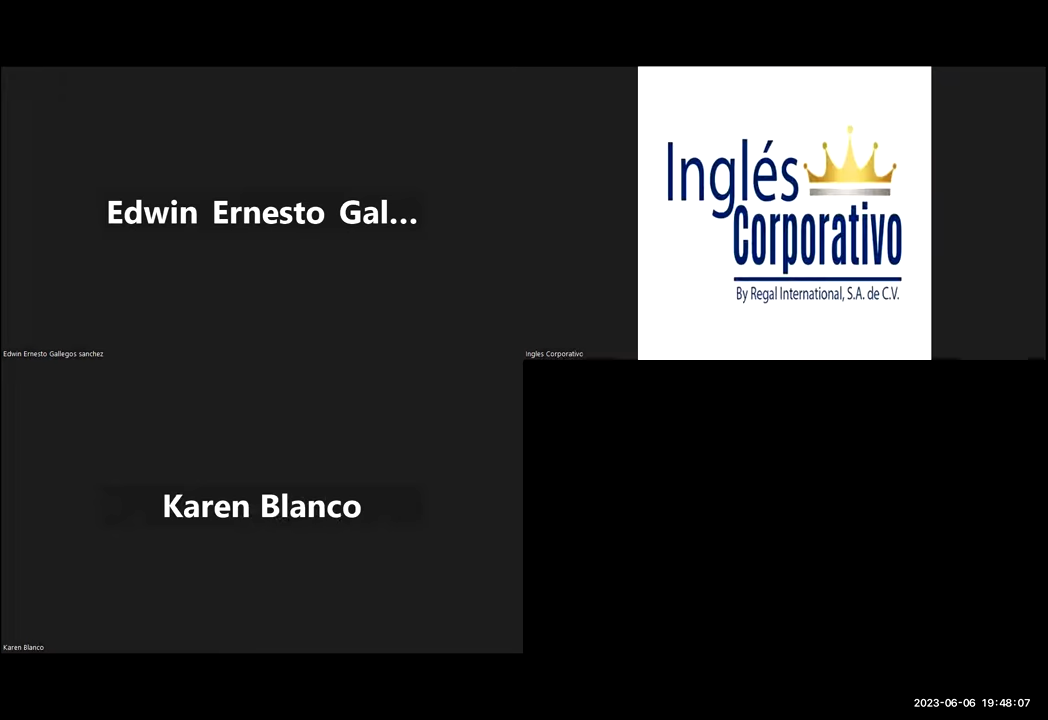 Edwin Ernesto Gal...
Edwin Ernesto Gallegos sanchez
Inglés
Corporativo
By Regal International, S.A. de C.V.
Ingles Corporativo
Karen Blanco
Karen Blanco
2023-06-06 19:48:07